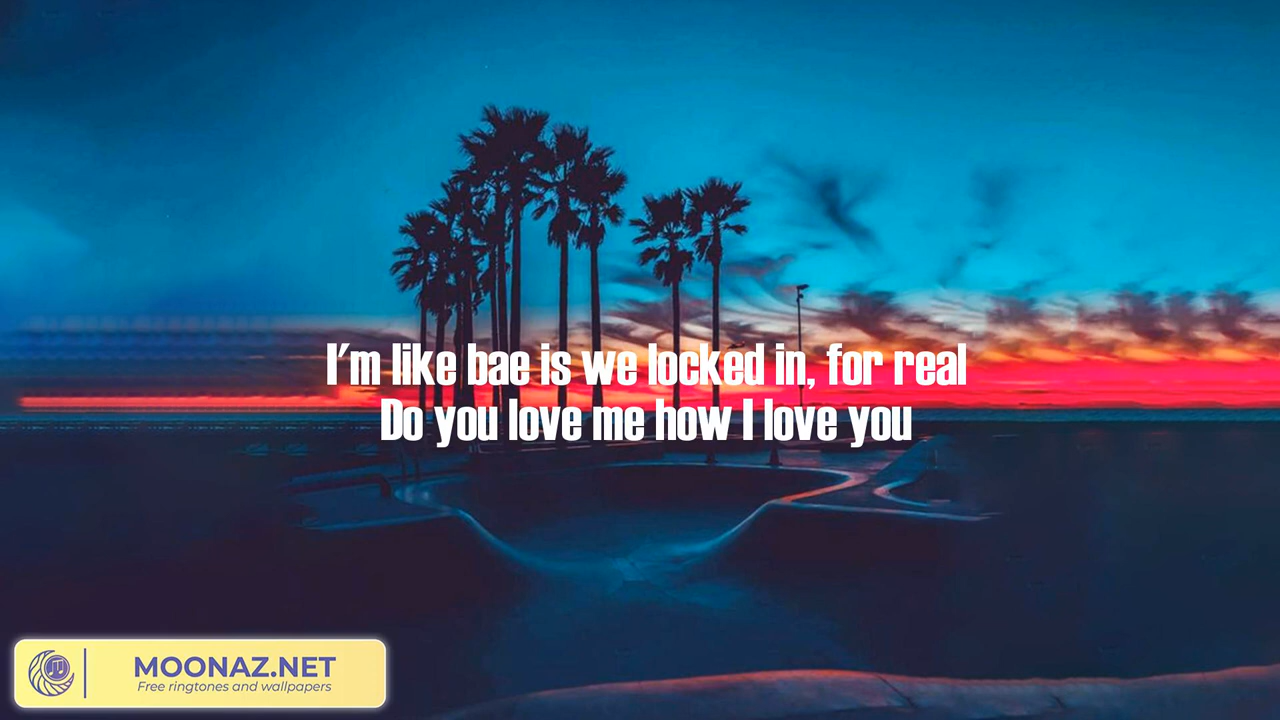 I'm like bae is we locked in, for real
Do you love me how I love you
MOONAZ.NET
Free ringtones and wallpapers